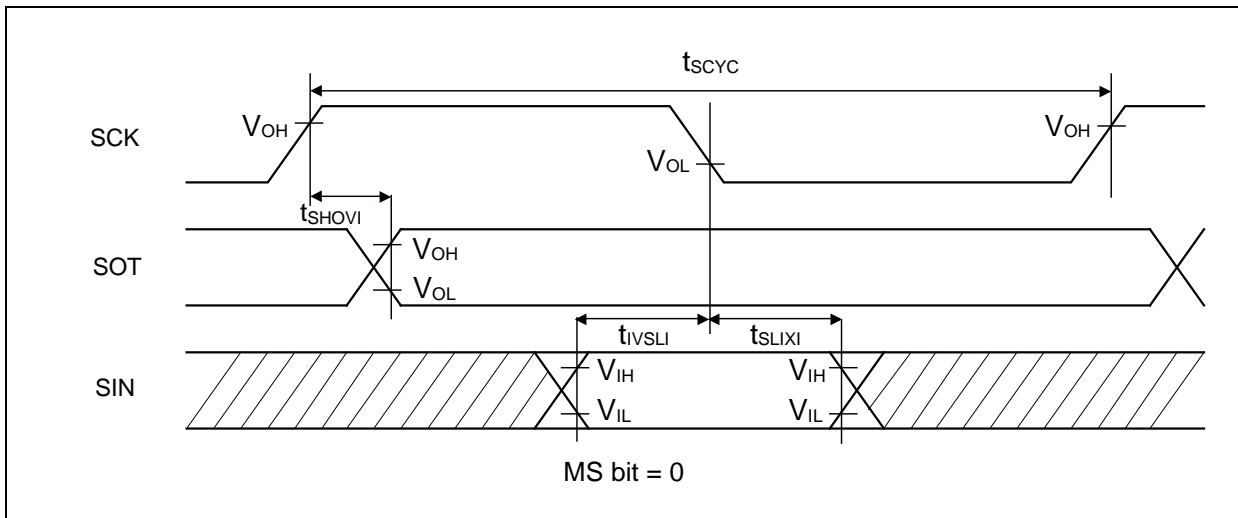 tSCYC
SCK
VOH
VOL
VOH
tSHOVI
SOT
VOH
VOL
tIVSLI
tSLIXI
SIN
VIH
VIL
VIH
VIL
MS bit = 0